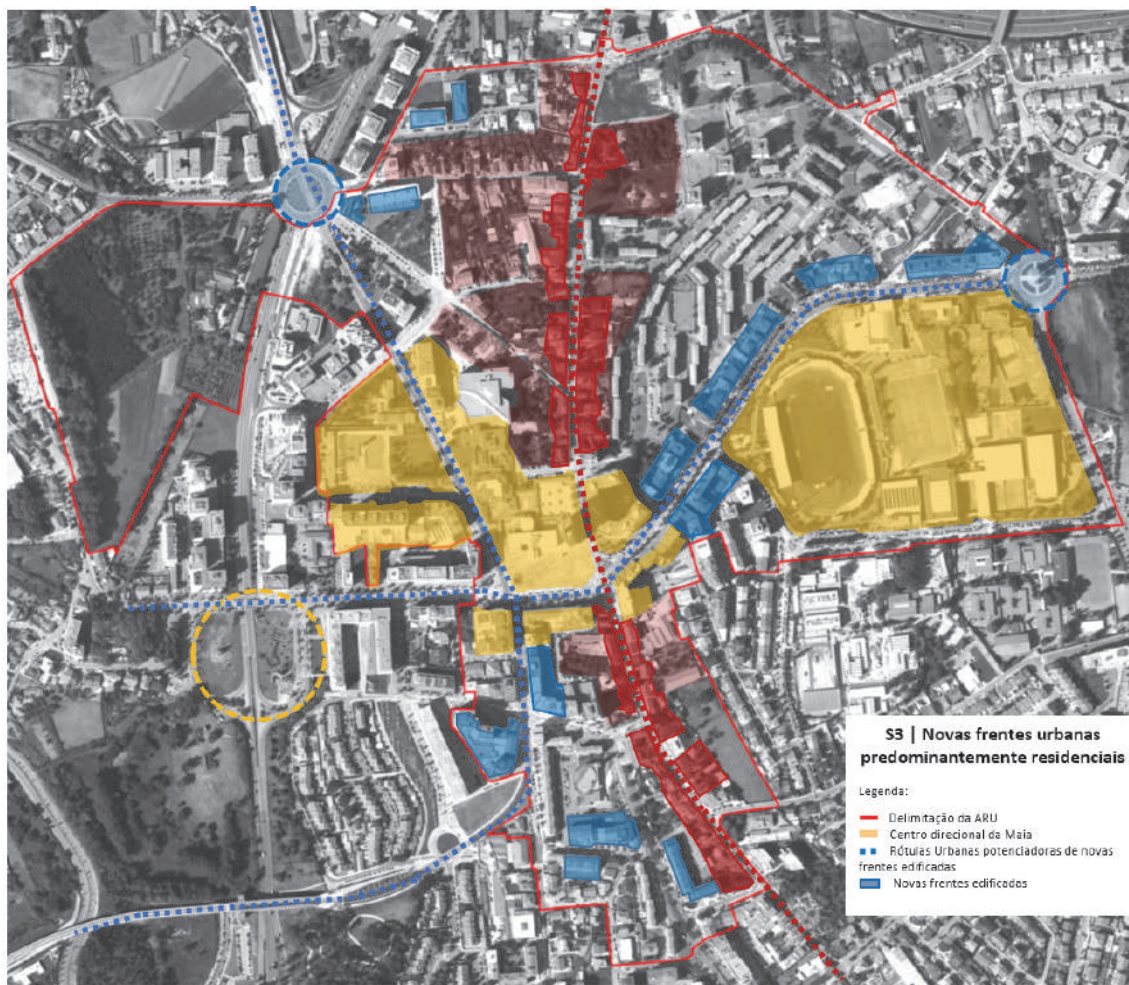 S3 | Novas frentes urbanas
predominantemente residenciais
Legenda:
Delimitação da ARU
Centro direcional da Maia
Rótulas Urbanas potenciadoras de novas
frentes edificadas
Novas frentes edificadas